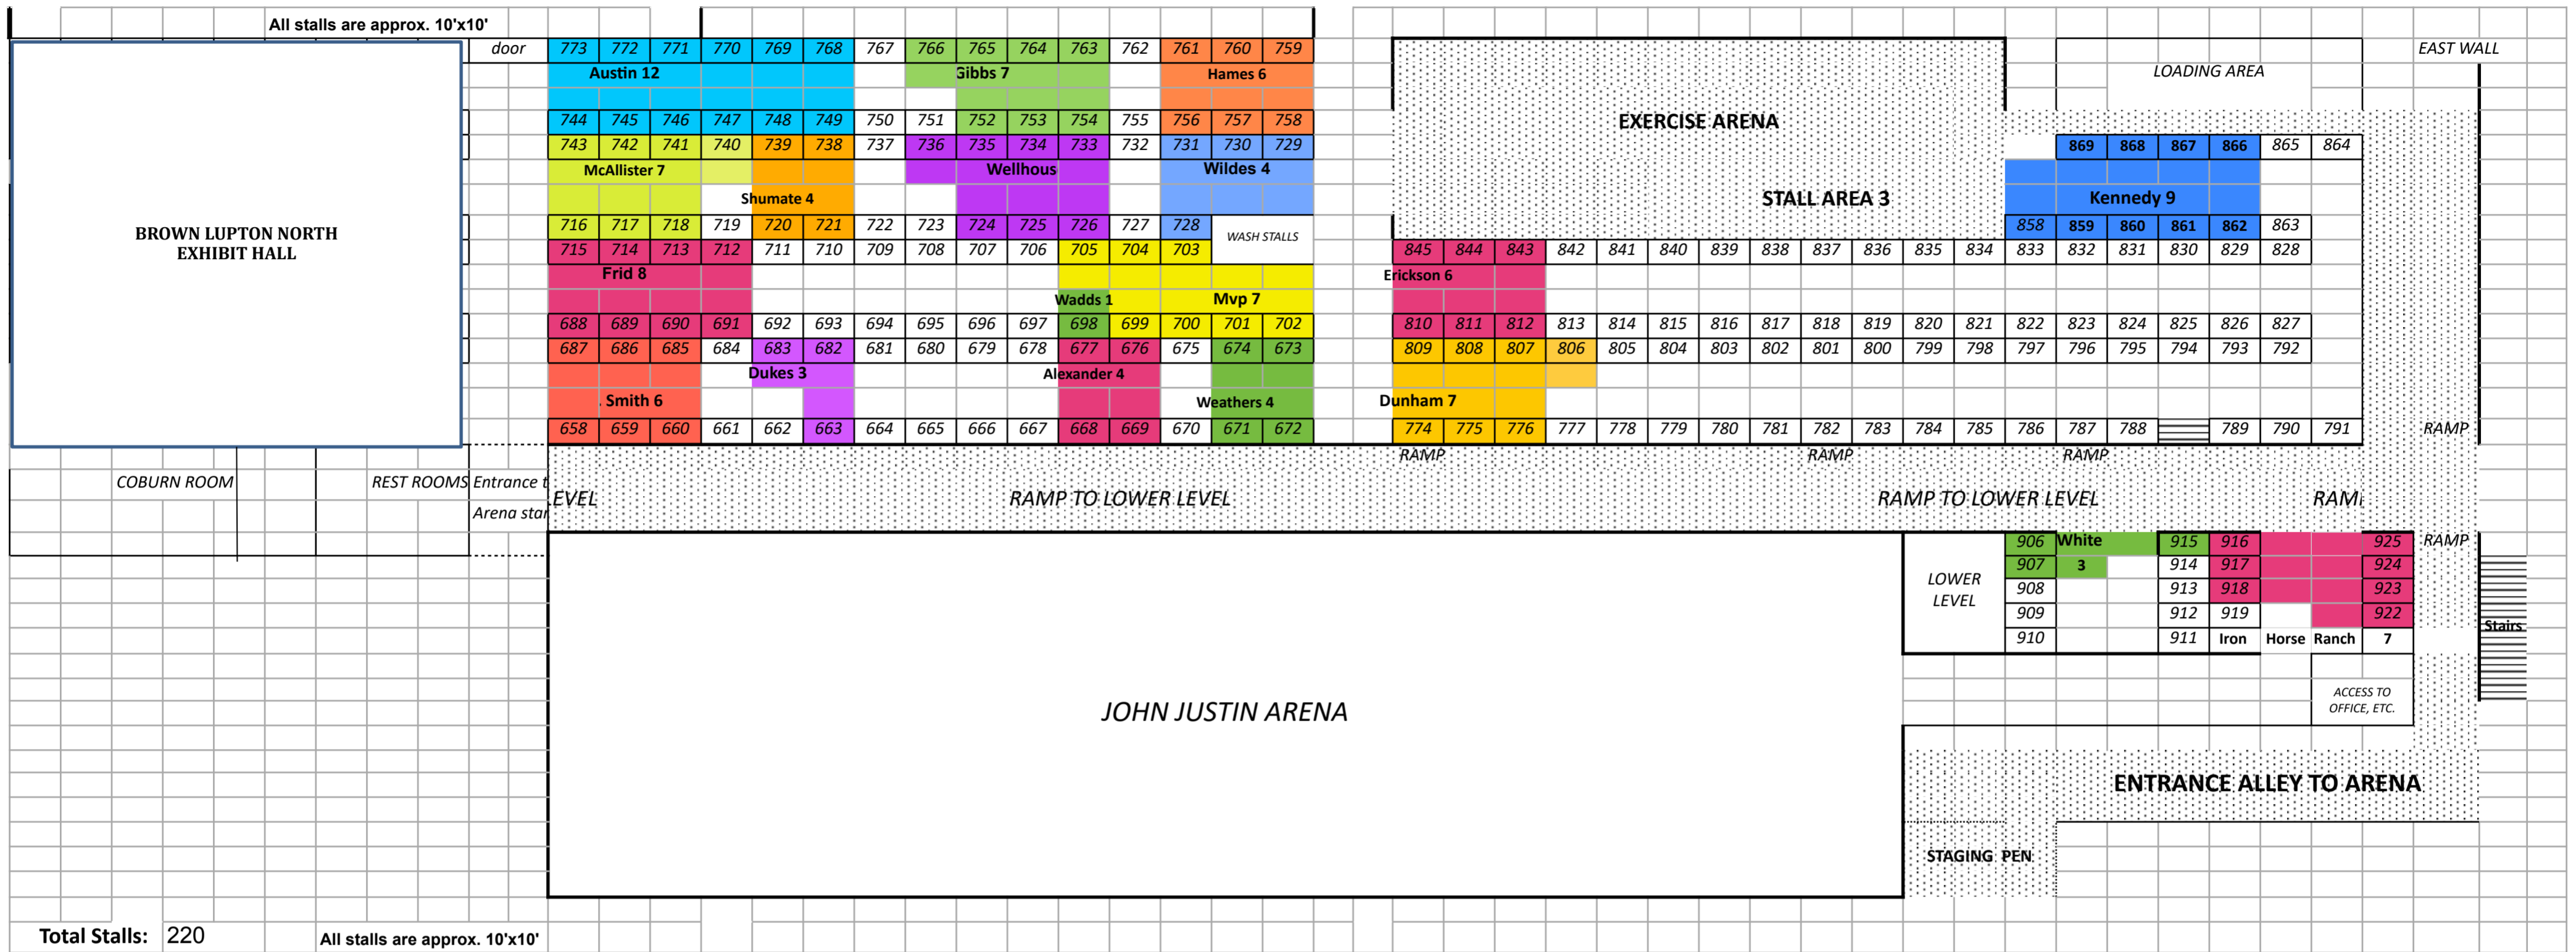 All stalls are approx. 10'x10'
door 773 772 771 770 769 768 767 766 765 764 763 762 761 760 759 EAST WALL
Austin 12 Gibbs 7 Hames 6 LOADING AREA
744 745 746 747 748 749 750 751 752 753 754 755 756 757 758 EXERCISE ARENA
743 742 741 740 739 738 737 736 735 734 733 732 731 730 729 869 868 867 866 865 864
McAllister 7 Wellhous Wildes 4
Shumate 4 STALL AREA 3 Kennedy 9
716 717 718 719 720 721 722 723 724 725 726 727 728 858 859 860 861 862 863
BROWN LUPTON NORTH
EXHIBIT HALL
WASH STALLS
715 714 713 712 711 710 709 708 707 706 705 704 703 845 844 843 842 841 840 839 838 837 836 835 834 833 832 831 830 829 828
Frid 8 Erickson 6
Wadds 1 Mvp 7
688 689 690 691 692 693 694 695 696 697 698 699 700 701 702 810 811 812 813 814 815 816 817 818 819 820 821 822 823 824 825 826 827
687 686 685 684 683 682 681 680 679 678 677 676 675 674 673 809 808 807 806 805 804 803 802 801 800 799 798 797 796 795 794 793 792
Dukes 3 Alexander 4
. Smith 6 Weathers 4 Dunham 7
658 659 660 661 662 663 664 665 666 667 668 669 670 671 672 774 775 776 777 778 779 780 781 782 783 784 785 786 787 788 789 790 791 RAMP
RAMP RAMP RAMP
COBURN ROOM REST ROOMS Entrance t
EVEL RAMP TO LOWER LEVEL RAMP TO LOWER LEVEL RAM
Arena star
906 White 915 916 925 RAMP
907 3 914 917 924
LOWER
LEVEL
908 913 918 923
909 912 919 922
Stairs
910 911 Iron Horse Ranch 7
ACCESS TO
OFFICE, ETC.
JOHN JUSTIN ARENA
ENTRANCE ALLEY TO ARENA
STAGING PEN
Total Stalls: 220 All stalls are approx. 10'x10'